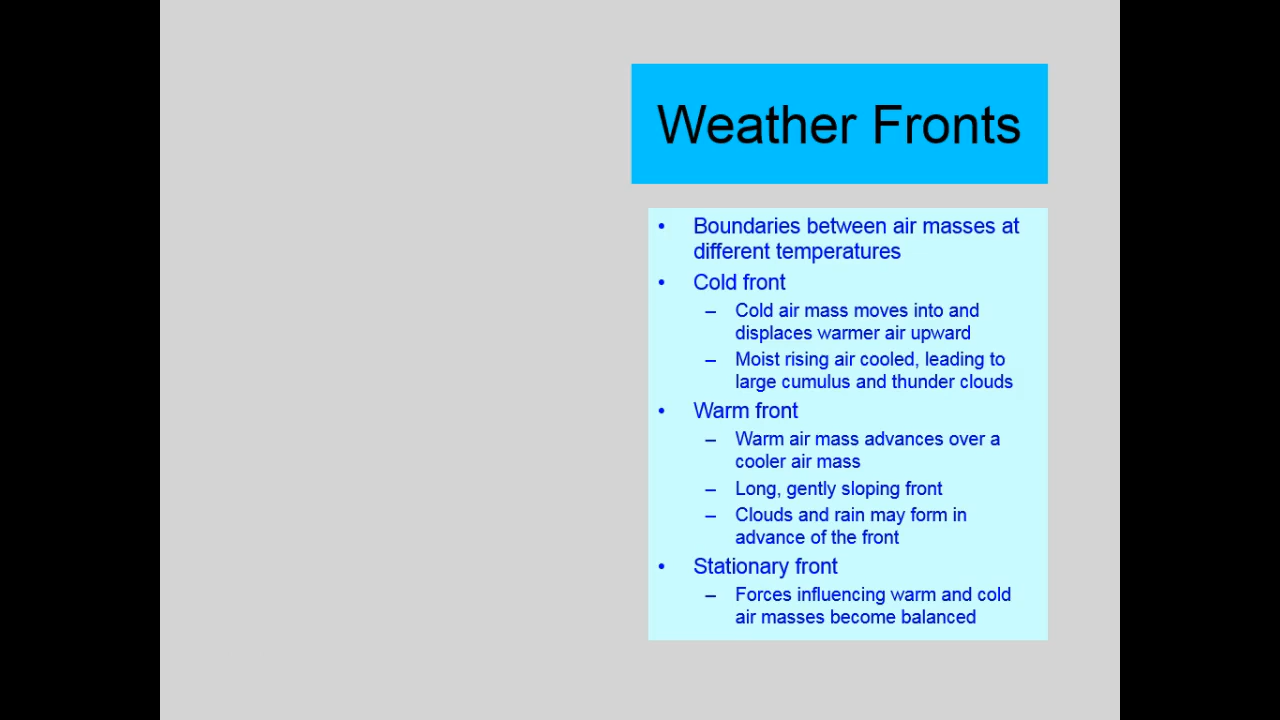 Weather Fronts
• Boundaries between air masses at
different temperatures
• Cold front
– Cold air mass moves into and
displaces warmer air upward
– Moist rising air cooled, leading to
large cumulus and thunder clouds
• Warm front
– Warm air mass advances over a
cooler air mass
– Long, gently sloping front
– Clouds and rain may form in
advance of the front
• Stationary front
– Forces influencing warm and cold
air masses become balanced